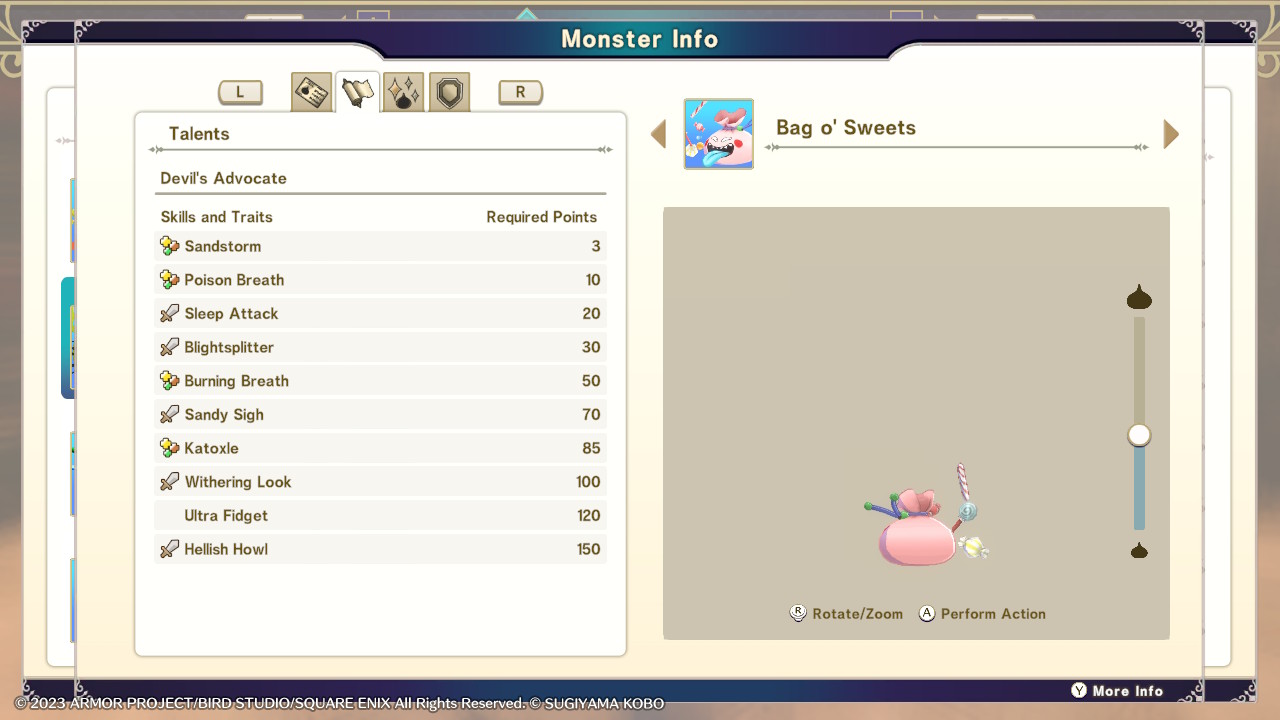 Monster Info
L
R
Talents
Devil's Advocate
Skills and Traits Required Points
Sandstorm 3
Poison Breath 10
Sleep Attack 20
Blightsplitter 30
Burning Breath 50
Sandy Sigh 70
Katoxle 85
Withering Look 100
Ultra Fidget 120
Hellish Howl 150
Bag o' Sweets
R Rotate/Zoom A Perform Action
Y More Info
© 2023 ARMOR PROJECT/BIRD STUDIO/SQUARE ENIX All Rights Reserved. © SUGIYAMA KOBO